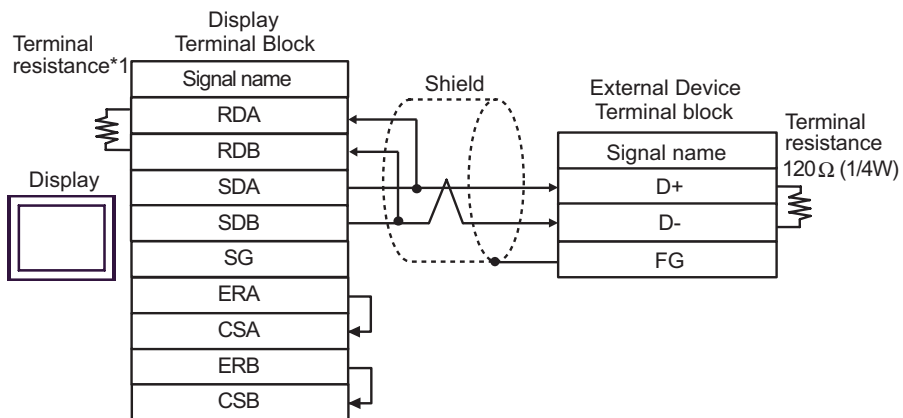 Display
Terminal Block
Terminal
resistance*1
Signal name
RDA
RDB
SDA
SDB
SG
ERA
CSA
ERB
CSB
Display
Shield
External Device
Terminal block
Signal name
D+
D-
FG
Terminal
resistance
120Ω (1/4W)